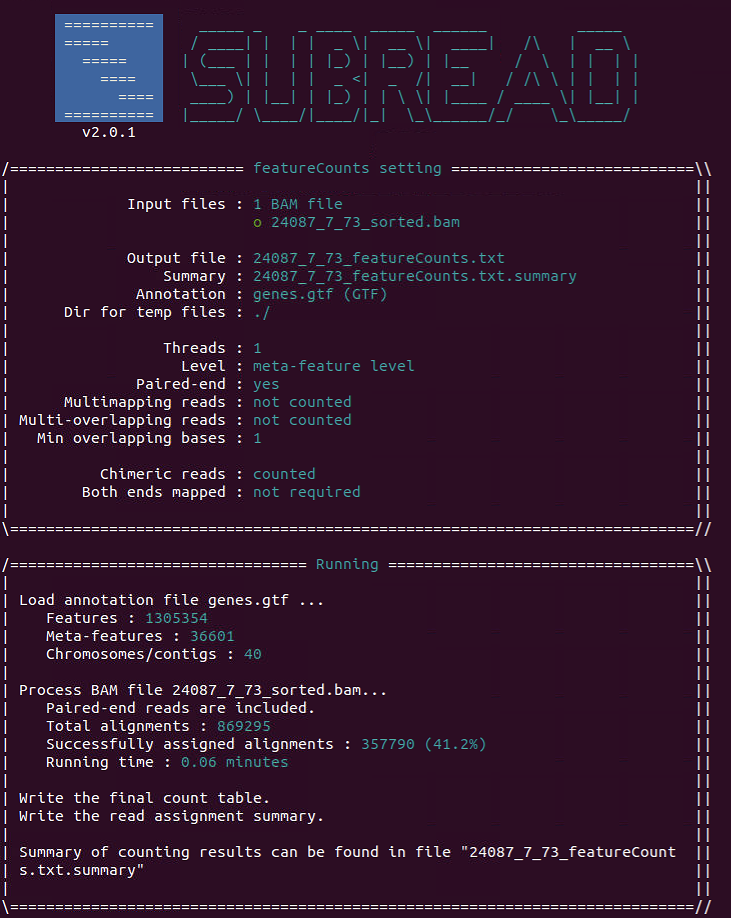 SUBREAD
v2.0.1
featureCounts setting
Input files : 1 BAM file
o 24087_7_73_sorted.bam
Output file : 24087_7_73_featureCounts.txt
Summary : 24087_7_73_featureCounts.txt.summary
Annotation : genes.gtf (GTF)
Dir for temp files : ./
Threads : 1
Level : meta-feature level
Paired-end : yes
Multimapping reads : not counted
Multi-overlapping reads : not counted
Min overlapping bases : 1
Chimeric reads : counted
Both ends mapped : not required
Running
Load annotation file genes.gtf ...
Features : 1305354
Meta-features : 36601
Chromosomes/contigs : 40
Process BAM file 24087_7_73_sorted.bam...
Paired-end reads are included.
Total alignments : 869295
Successfully assigned alignments : 357790 (41.2%)
Running time : 0.06 minutes
Write the final count table.
Write the read assignment summary.
Summary of counting results can be found in file "24087_7_73_featureCount
s.txt.summary"